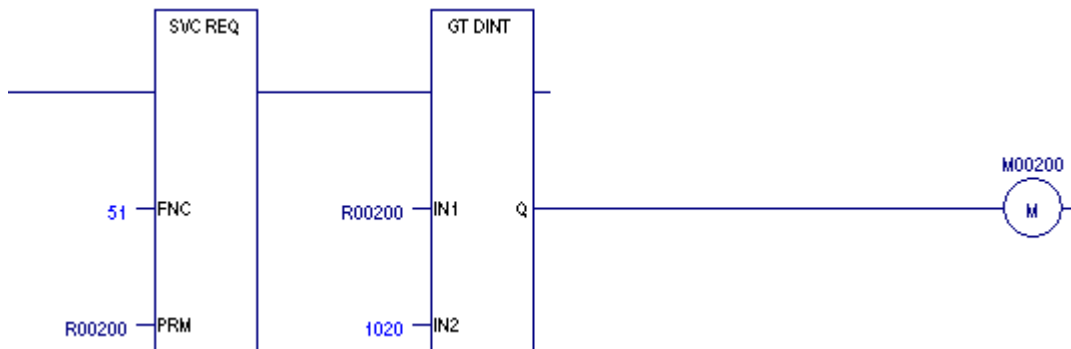 SVC REQ GT DINT
M00200
51 FNC R00200 IN1 Q M
R00200 PRM 1020 IN2